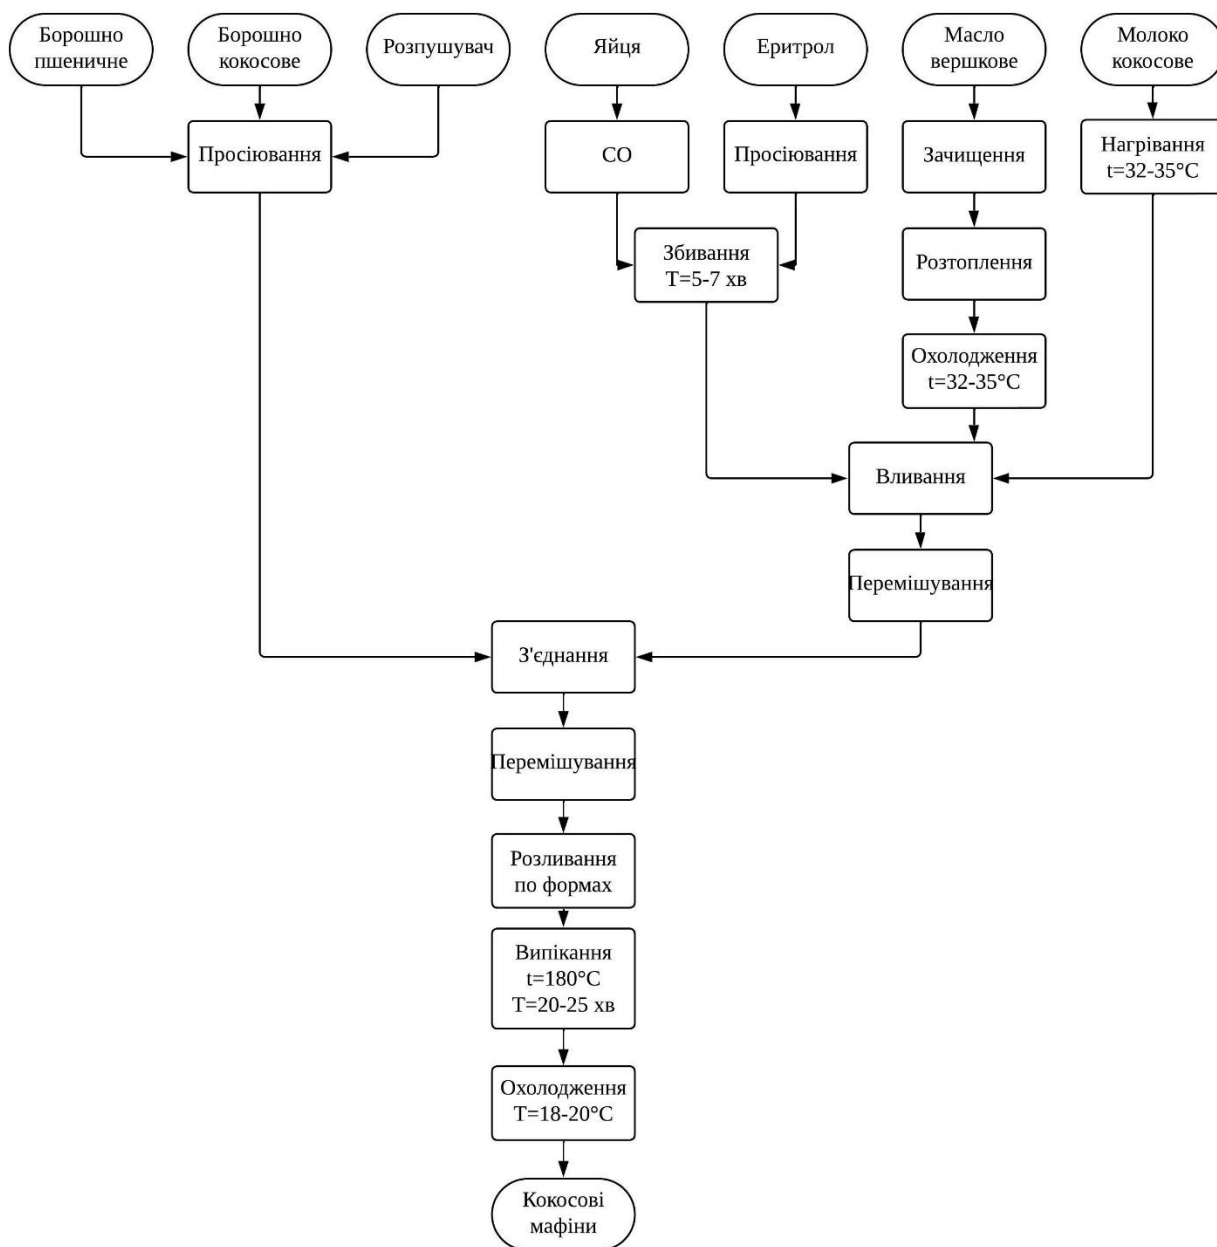 Борошно
пшеничне
Борошно
кокосове
Розпушувач
Яйця
Еритрол
Масло
вершкове
Молоко
кокосове
Просіювання
СО
Просіювання
Зачищення
Нагрівання
t=32-35°C
Збивання
T=5-7 хв
Розтоплення
Охолодження
t=32-35°C
Вливання
Перемішування
З'єднання
Перемішування
Розливання
по формах
Випікання
t=180°C
T=20-25 хв
Охолодження
T=18-20°C
Кокосові
мафіни